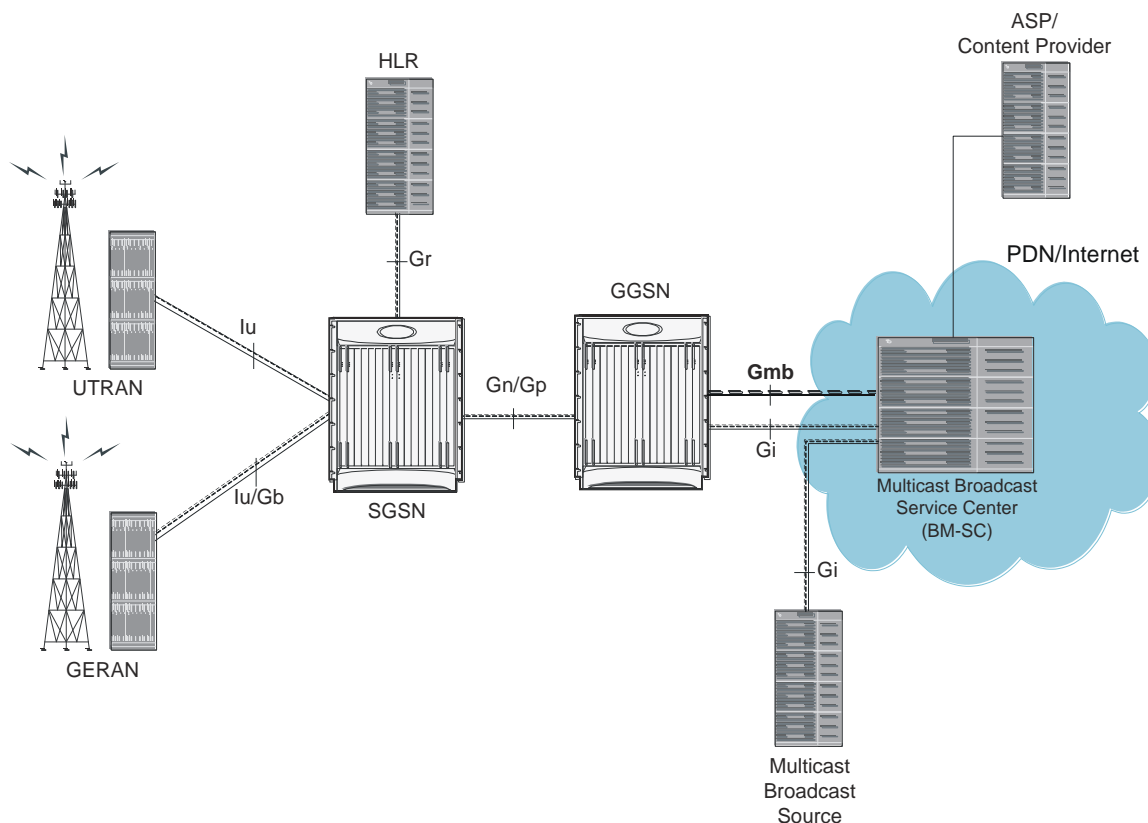 ASP/
Content Provider
HLR
PDN/Internet
Gr
GGSN
Iu
UTRAN
Gn/Gp
Gmb
Gi
Iu/Gb
SGSN
Multicast Broadcast
Service Center
(BM-SC)
Gi
GERAN
Multicast
Broadcast
Source